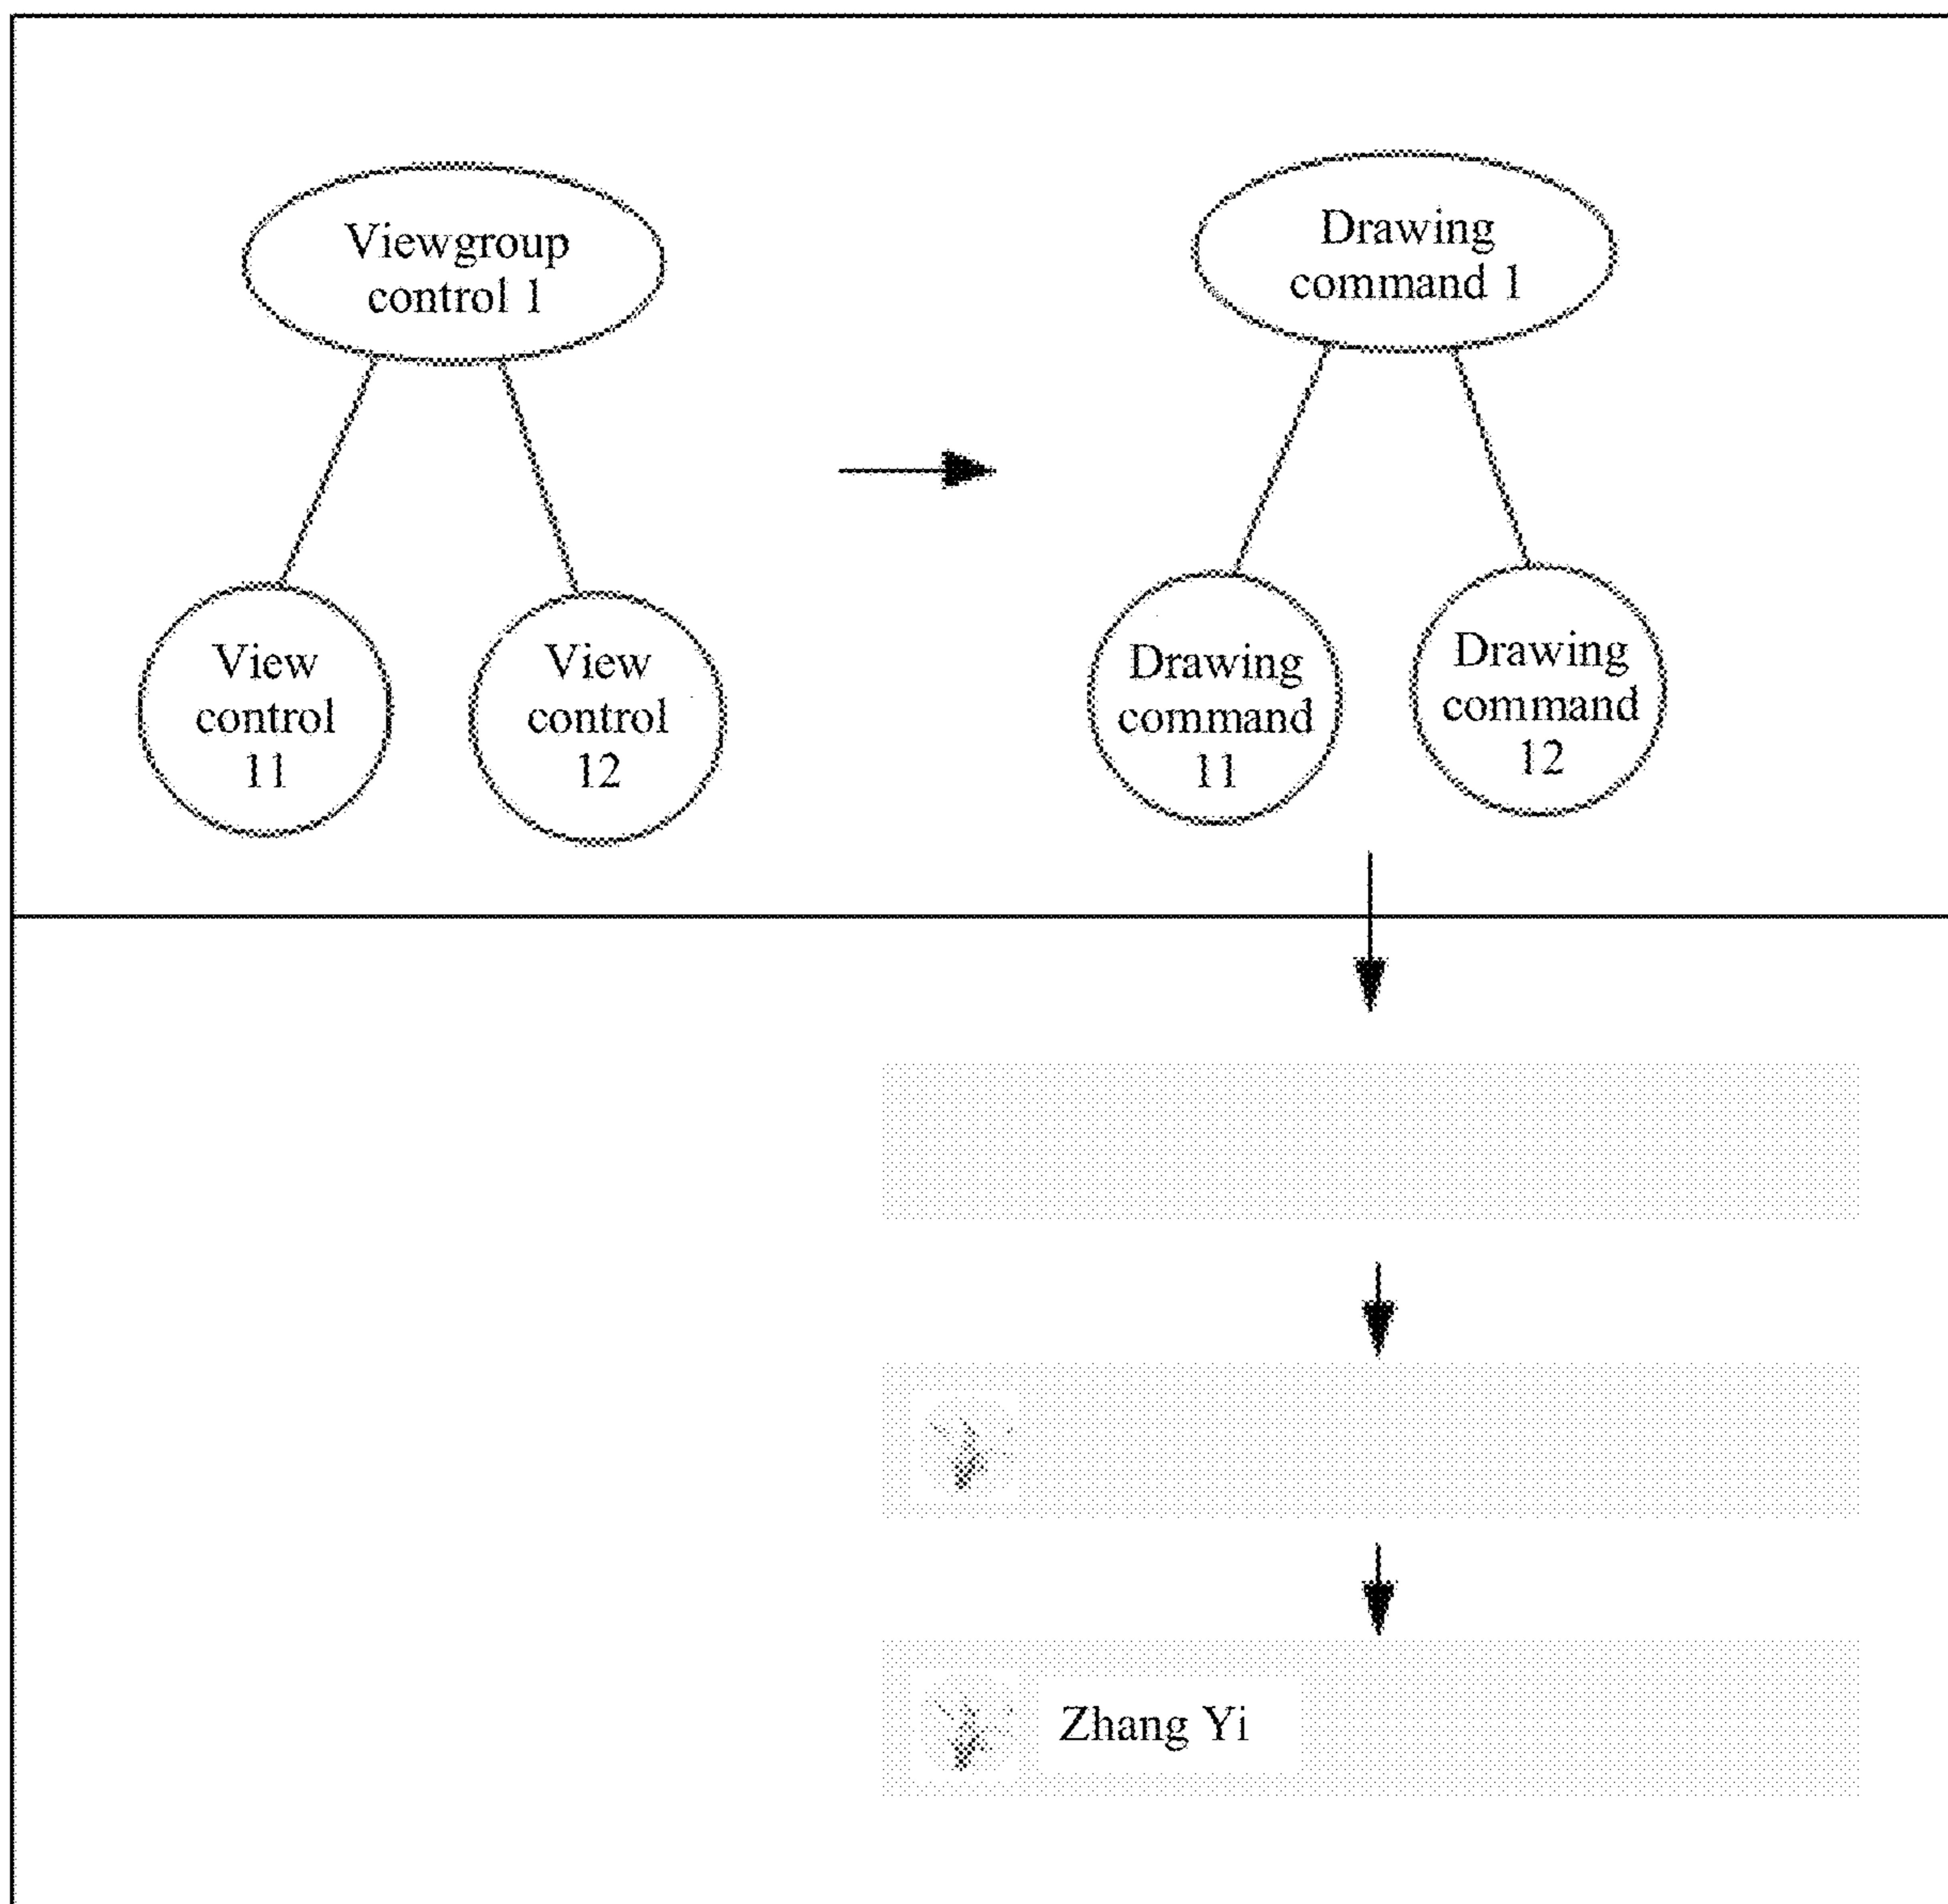 Viewgroup
control 1
Drawing
command 1
View
control
11
View
control
12
Drawing
command
11
Drawing
command
12
Zhang Yi